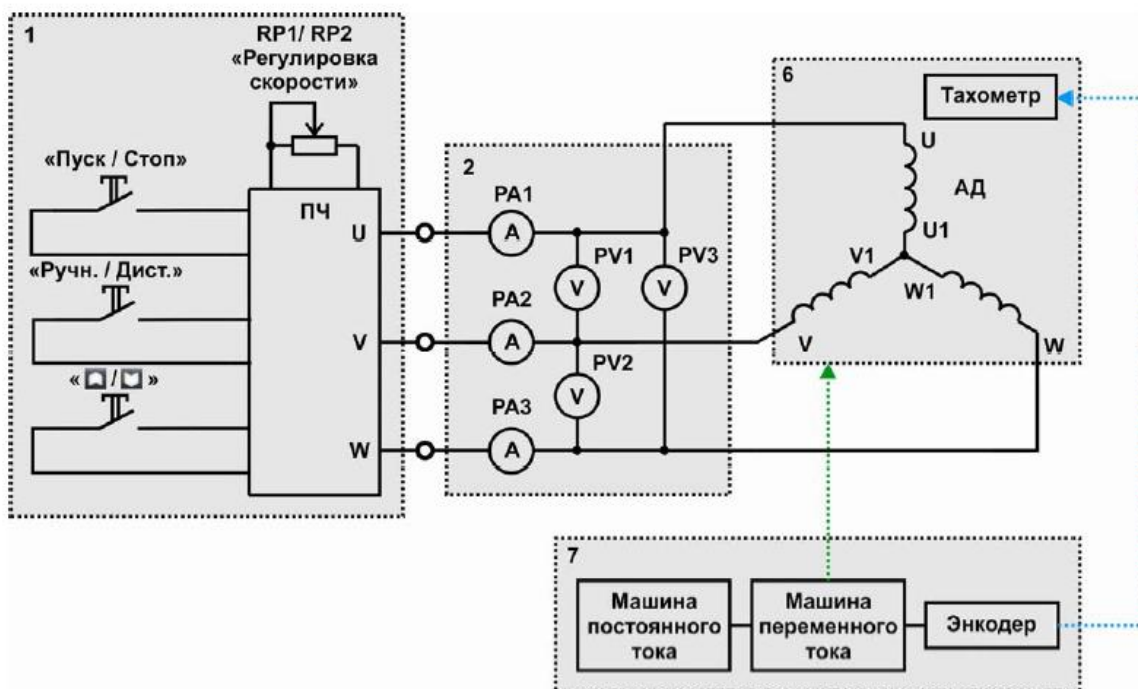 1
RP1/ RP2
«Регулировка
скорости»
«Пуск / Стоп»
ПЧ
U
«Ручн. / Дист.»
V
« / »
W
2
PA1
PV1
PV3
PA2
PV2
PA3
A
A
A
V
V
V
6
Тахометр
U
АД
U1
V1
W1
V
W
7
Машина
постоянного
тока
Машина
переменного
тока
Энкодер